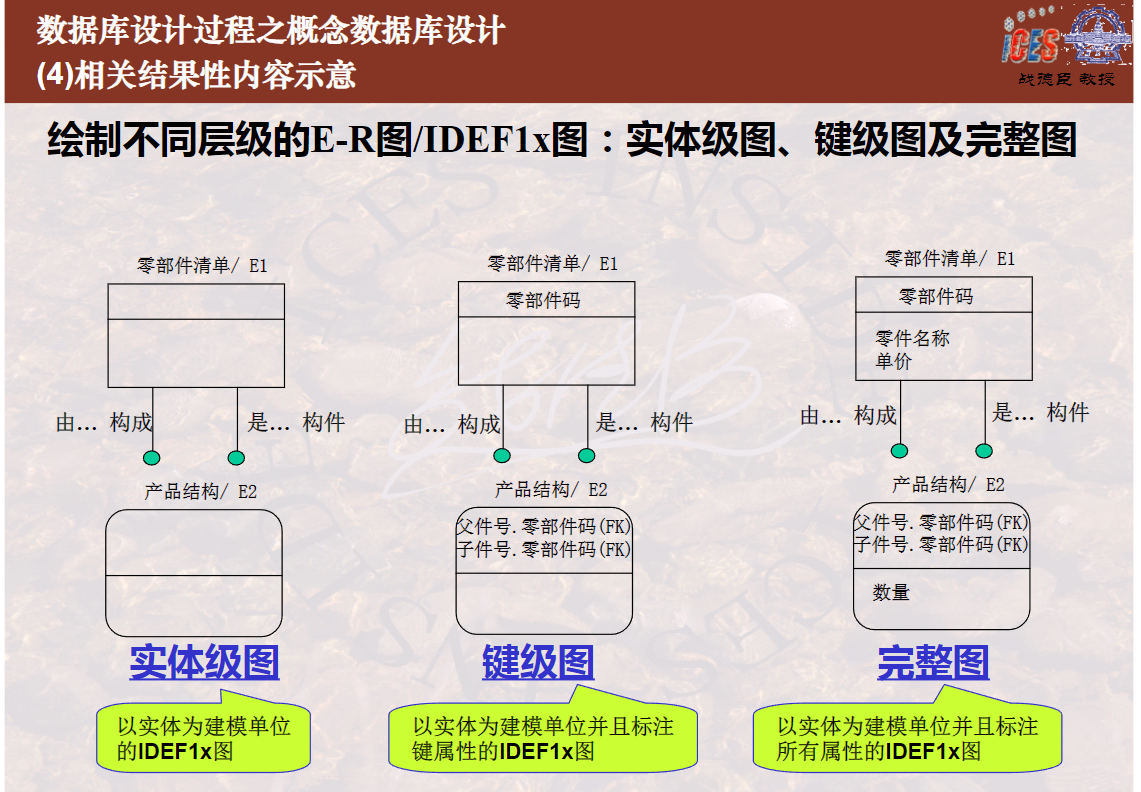 数据库设计过程之概念数据库设计
(4)相关结果性内容示意
iCES
战德臣 教授
绘制不同层级的E-R图/IDEF1x图：实体级图、键级图及完整图
零部件清单/ E1
由... 构成
是... 构件
产品结构/ E2
实体级图
以实体为建模单位
的IDEF1x图
零部件清单/ E1
零部件码
由... 构成
是... 构件
产品结构/ E2
父件号.零部件码(FK)
子件号.零部件码(FK)
键级图
以实体为建模单位并且标注
键属性的IDEF1x图
零部件清单/ E1
零部件码
零件名称
单价
由... 构成
是... 构件
产品结构/ E2
父件号.零部件码(FK)
子件号.零部件码(FK)
数量
完整图
以实体为建模单位并且标注
所有属性的IDEF1x图